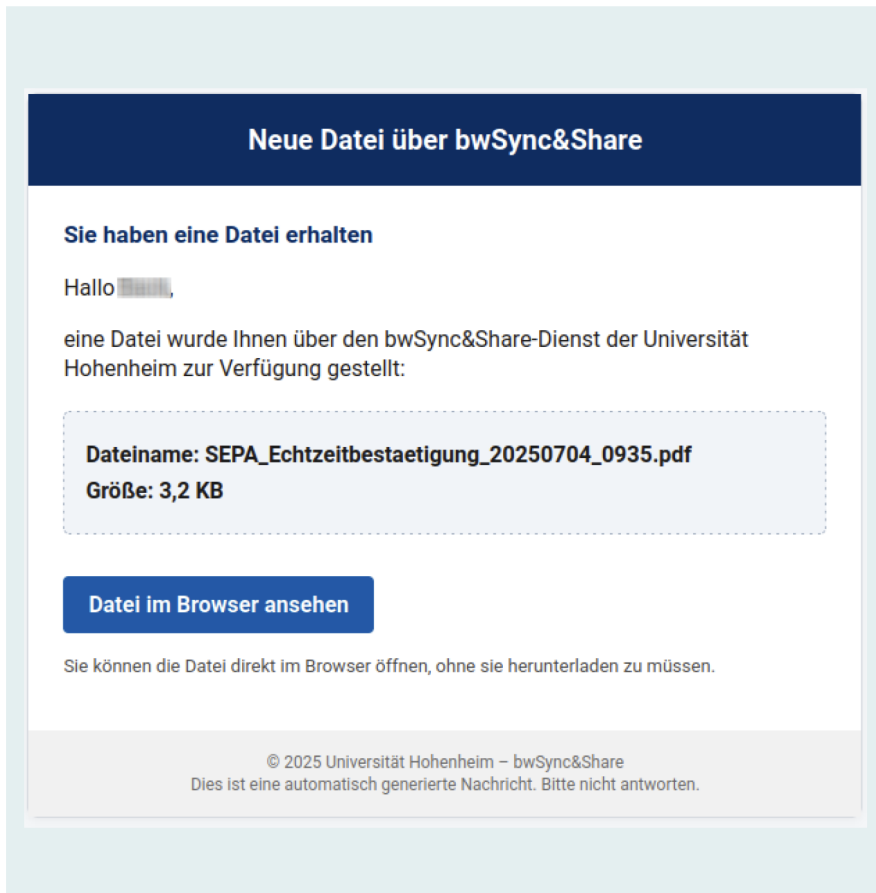 Neue Datei über bwSync&Share
Sie haben eine Datei erhalten
Hallo ,
eine Datei wurde Ihnen über den bwSync&Share-Dienst der Universität
Hohenheim zur Verfügung gestellt:
Dateiname: SEPA_Echtzeitbestaetigung_20250704_0935.pdf
Größe: 3,2 KB
Datei im Browser ansehen
Sie können die Datei direkt im Browser öffnen, ohne sie herunterladen zu müssen.
© 2025 Universität Hohenheim – bwSync&Share
Dies ist eine automatisch generierte Nachricht. Bitte nicht antworten.